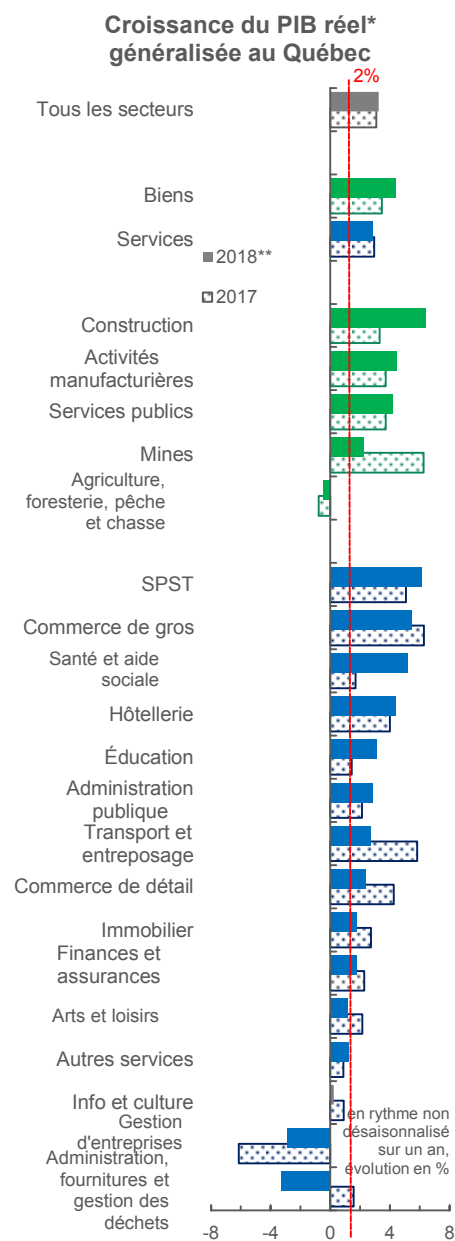 Croissance du PIB réel*
généralisée au Québec
2%
Tous les secteurs
Biens
Services
2018**
2017
Construction
Activités
manufacturières
Services publics
Mines
Agriculture,
foresterie, pêche
et chasse
SPST
Commerce de gros
Santé et aide
sociale
Hôtellerie
Éducation
Administration
publique
Transport et
entreposage
Commerce de détail
Immobilier
Finances et
assurances
Arts et loisirs
Autres services
Info et culture
Gestion
d'entreprises
Administration,
fournitures et
gestion des
déchets
en rythme non
désaisonnalisé
sur un an,
évolution en %
-8 -4 0 4 8